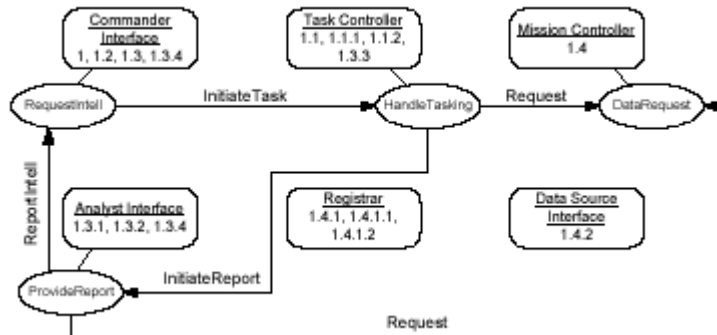 Commander
Interface
1, 1.2, 1.3, 1.3.4
Task Controller
1.1, 1.1.1, 1.1.2,
1.3.3
Mission Controller
1.4
RequestIntell
InitiateTask
HandleTasking
Request
DataRequest
ReportIntell
Analyst Interface
1.3.1, 1.3.2, 1.3.4
Registrar
1.4.1, 1.4.1.1,
1.4.1.2
Data Source
Interface
1.4.2
ProvideReport
InitiateReport
Request